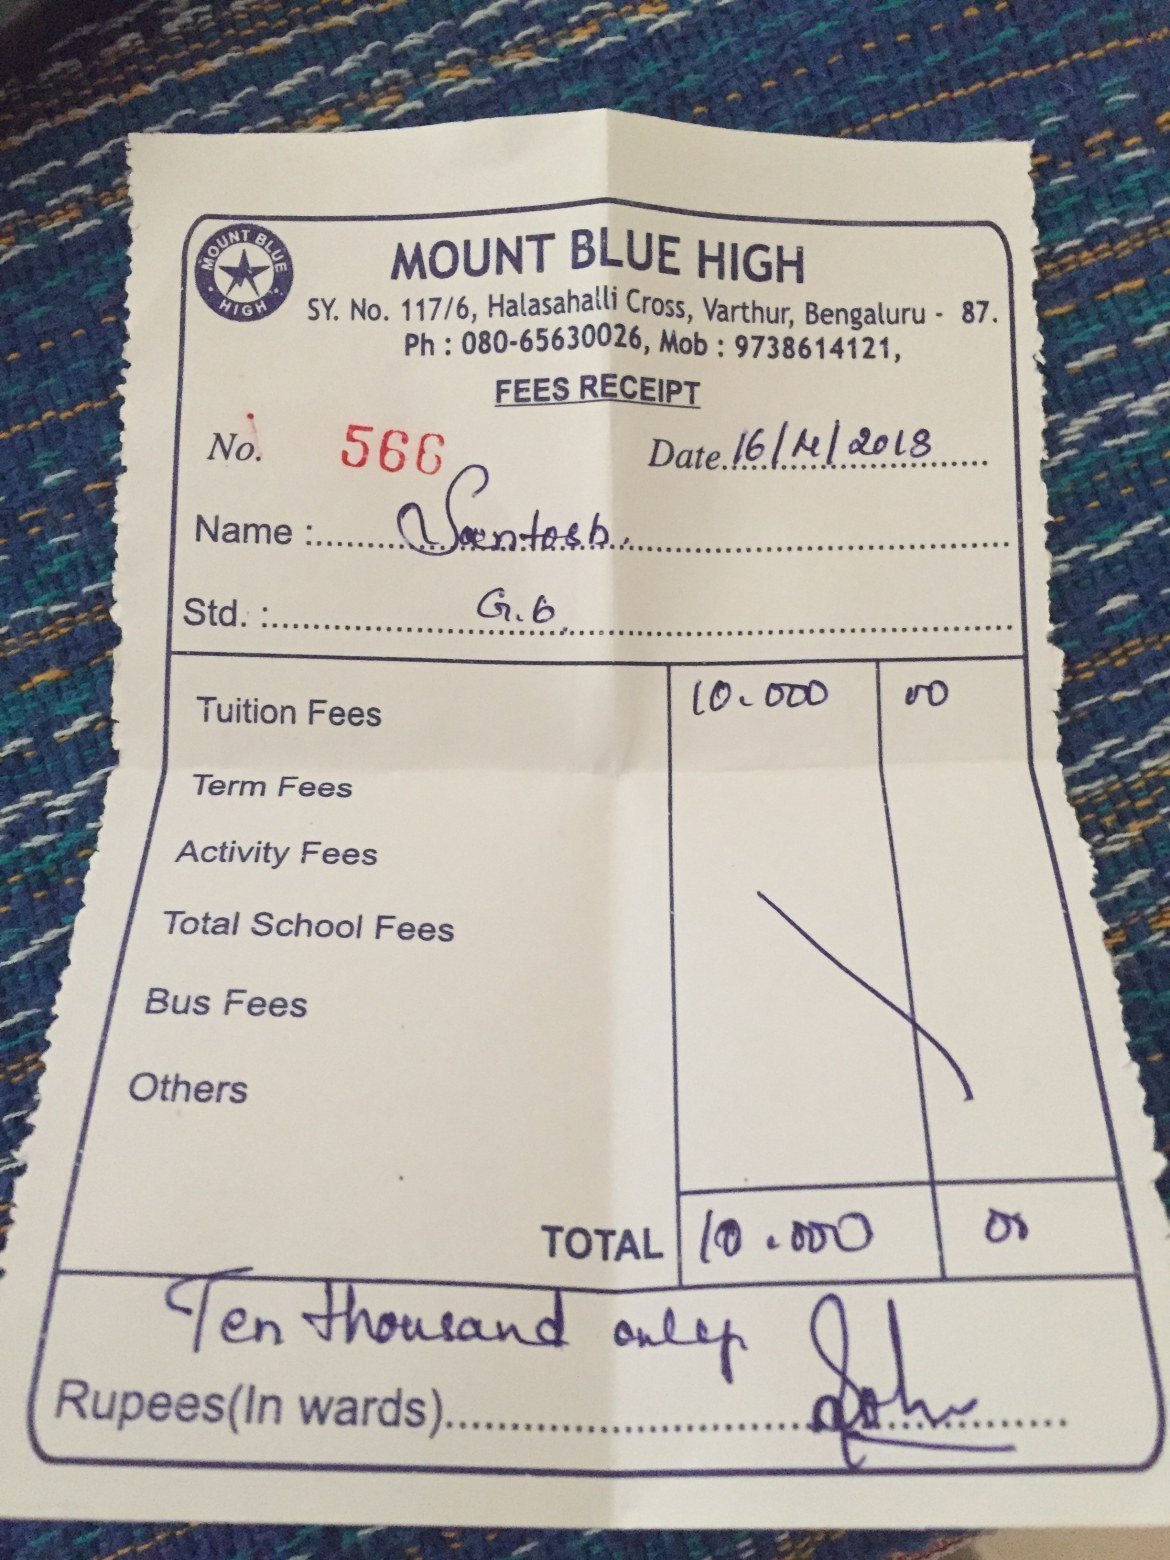 MOUNT BLUE HIGH
MOUNT BLUE HIGH
SY. No. 117/6, Halasahalli Cross, Varthur, Bengaluru - 87.
Ph : 080-65630026, Mob : 9738614121,
FEES RECEIPT
No. 566 Date 16/ /2018
Name : Santosh.
Std. : G.6
Tuition Fees 10.000 00
Term Fees
Activity Fees
Total School Fees
Bus Fees
Others
TOTAL 10.000 00
Ten thousand only
Rupees(In wards)